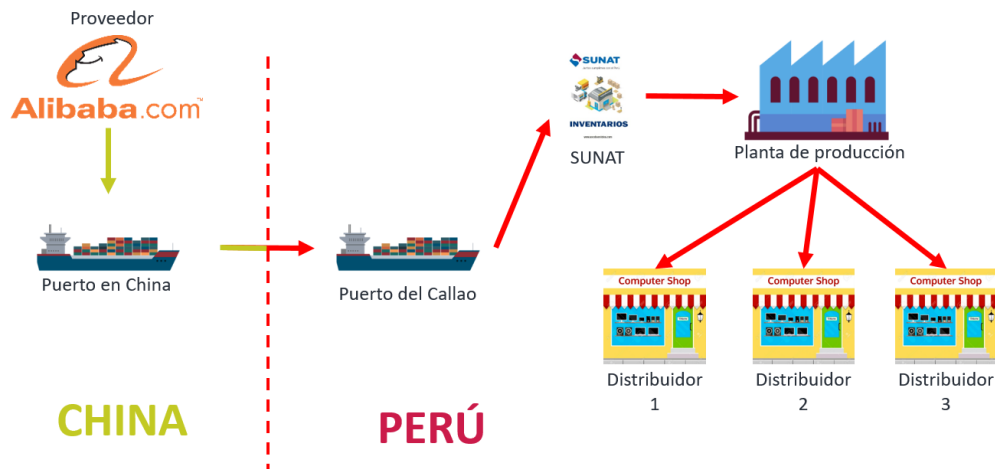 Proveedor
Alibaba.com
Puerto en China
CHINA
Puerto del Callao
PERÚ
SUNAT
INVENTARIOS
SUNAT
Planta de producción
Computer Shop
Computer Shop
Computer Shop
Distribuidor
1
Distribuidor
2
Distribuidor
3